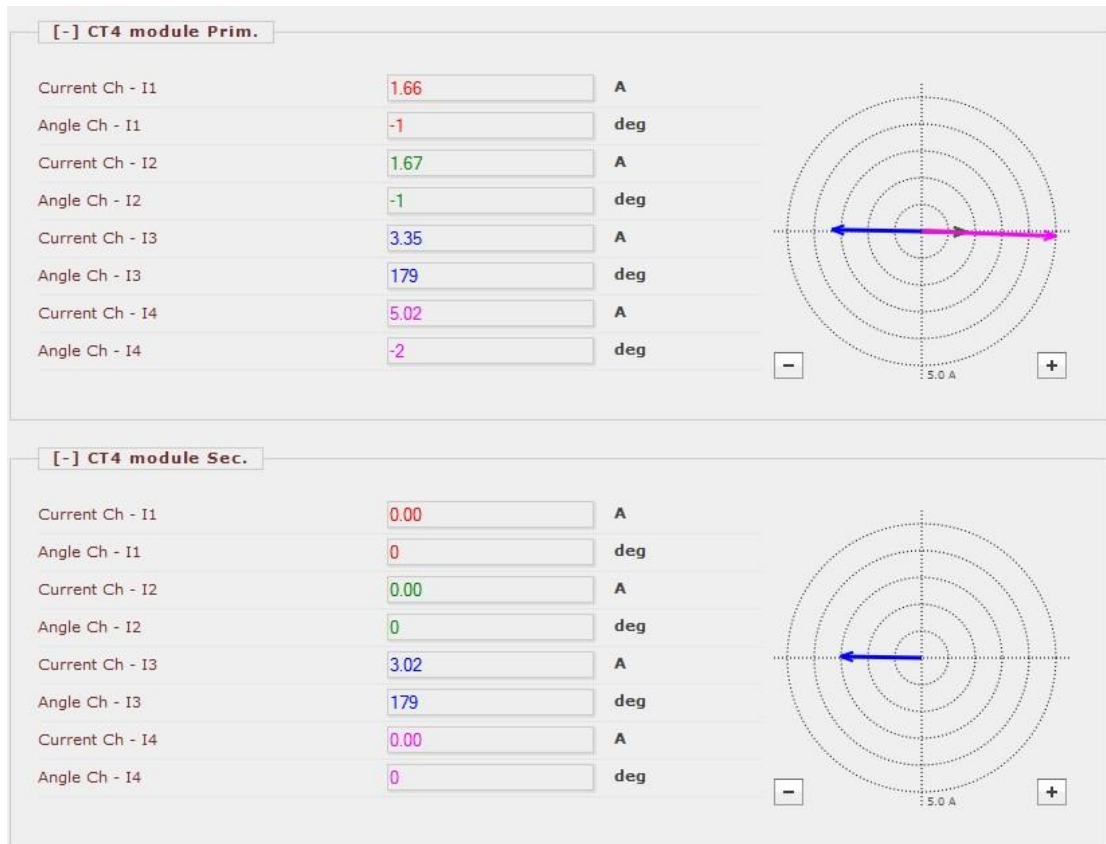 [-] CT4 module Prim.
Current Ch - I1 1.66 A
Angle Ch - I1 -1 deg
Current Ch - I2 1.67 A
Angle Ch - I2 -1 deg
Current Ch - I3 3.35 A
Angle Ch - I3 179 deg
Current Ch - I4 5.02 A
Angle Ch - I4 -2 deg
- 5.0 A +
[-] CT4 module Sec.
Current Ch - I1 0.00 A
Angle Ch - I1 0 deg
Current Ch - I2 0.00 A
Angle Ch - I2 0 deg
Current Ch - I3 3.02 A
Angle Ch - I3 179 deg
Current Ch - I4 0.00 A
Angle Ch - I4 0 deg
- 5.0 A +